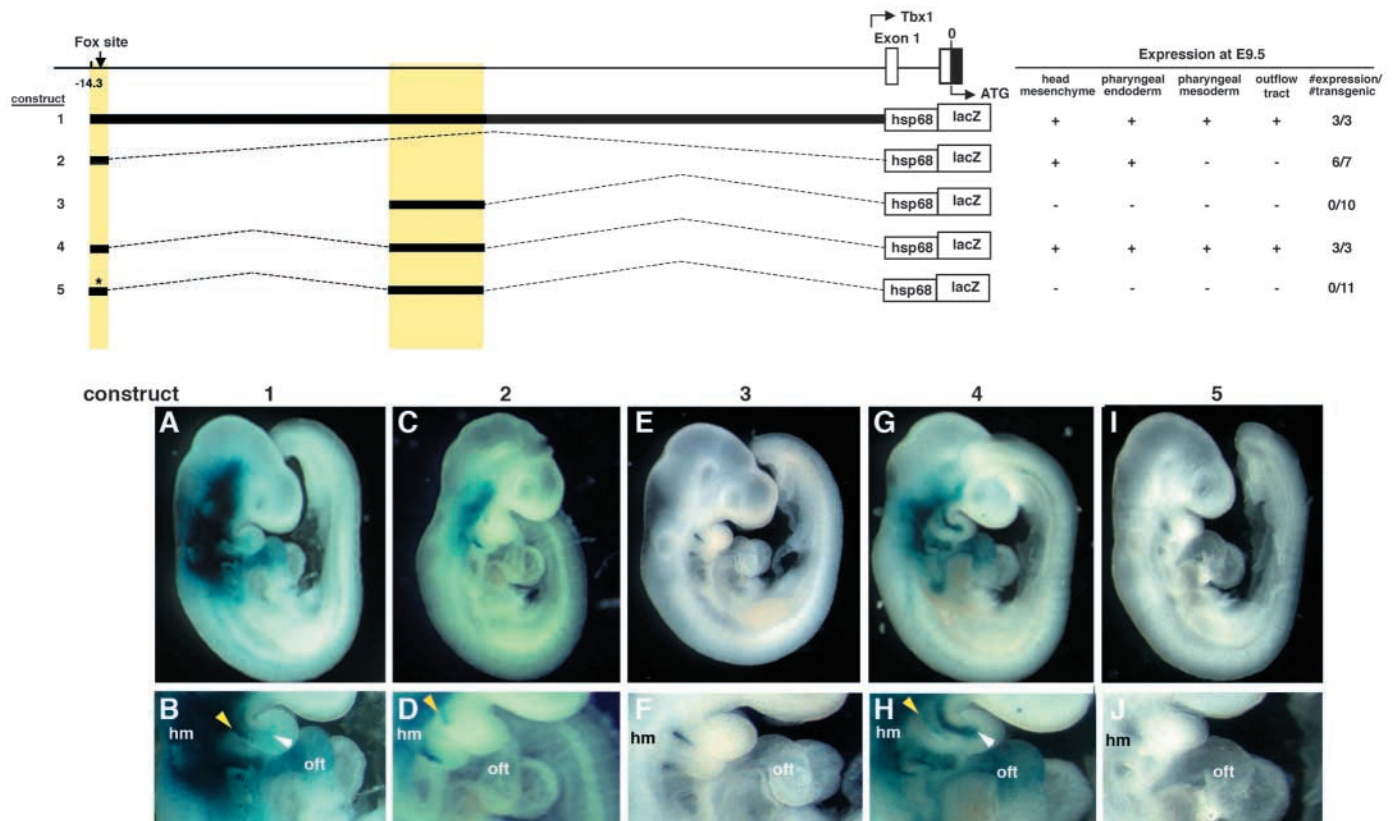 Tbx1
Fox site
Exon 1
0
-14.3
ATG
Expression at E9.5
head mesenchyme
pharyngeal endoderm
pharyngeal mesoderm
outflow tract
#expression/ #transgenic
construct
1 hsp68 lacZ + + + + 3/3
2 hsp68 lacZ + + - - 6/7
3 hsp68 lacZ - - - - 0/10
4 hsp68 lacZ + + + + 3/3
*
5 hsp68 lacZ - - - - 0/11
construct 1 2 3 4 5
A C E G I
B D F H J
hm hm hm hm hm
oft oft oft oft oft